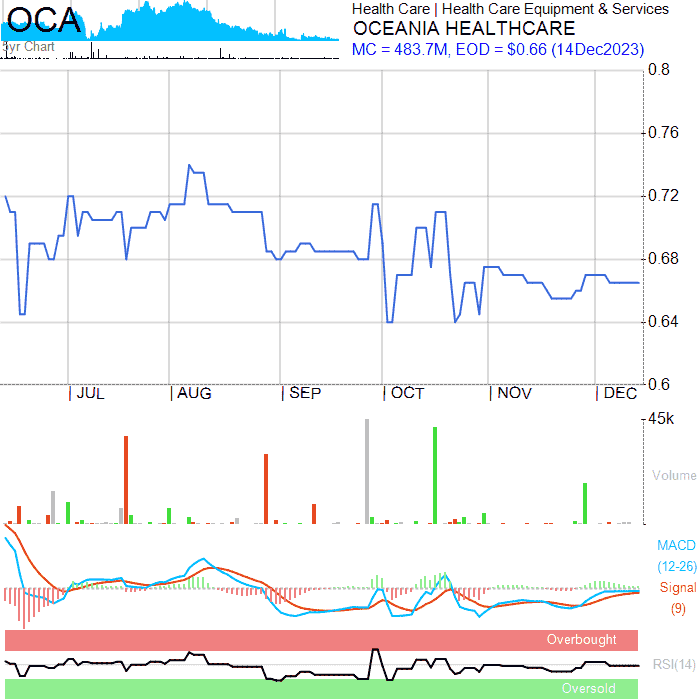 OCA
5yr Chart
Health Care | Health Care Equipment & Services
OCEANIA HEALTHCARE
MC = 483.7M, EOD = $0.66 (14Dec2023)
0.8
0.76
0.72
0.68
0.64
0.6
JUL AUG SEP OCT NOV DEC
45k
Volume
MACD
(12-26)
Signal
(9)
Overbought
RSI(14)
Oversold